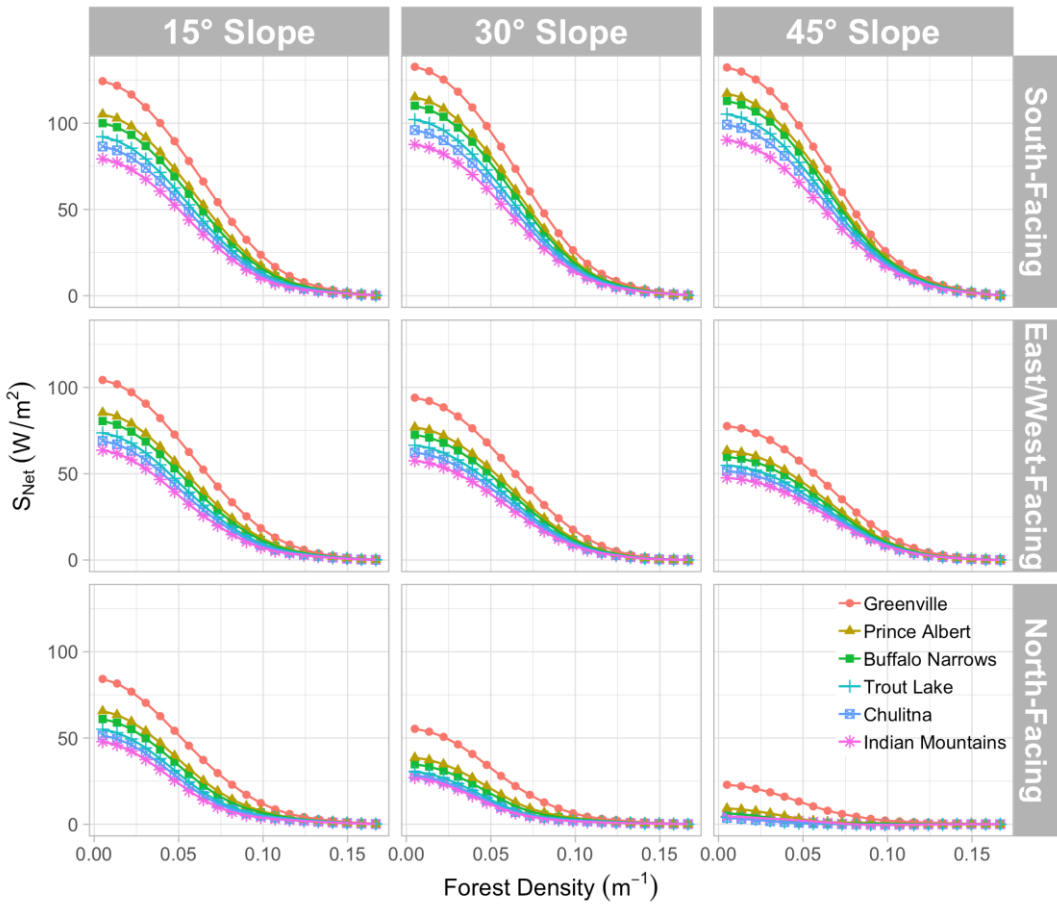 15° Slope 30° Slope 45° Slope
South-Facing
100
50
0
East/West-Facing
100
50
0
S_Net (W/m²)
North-Facing
100
50
0
Greenville
Prince Albert
Buffalo Narrows
Trout Lake
Chulitna
Indian Mountains
0.00 0.05 0.10 0.15 0.00 0.05 0.10 0.15 0.00 0.05 0.10 0.15
Forest Density (m⁻¹)